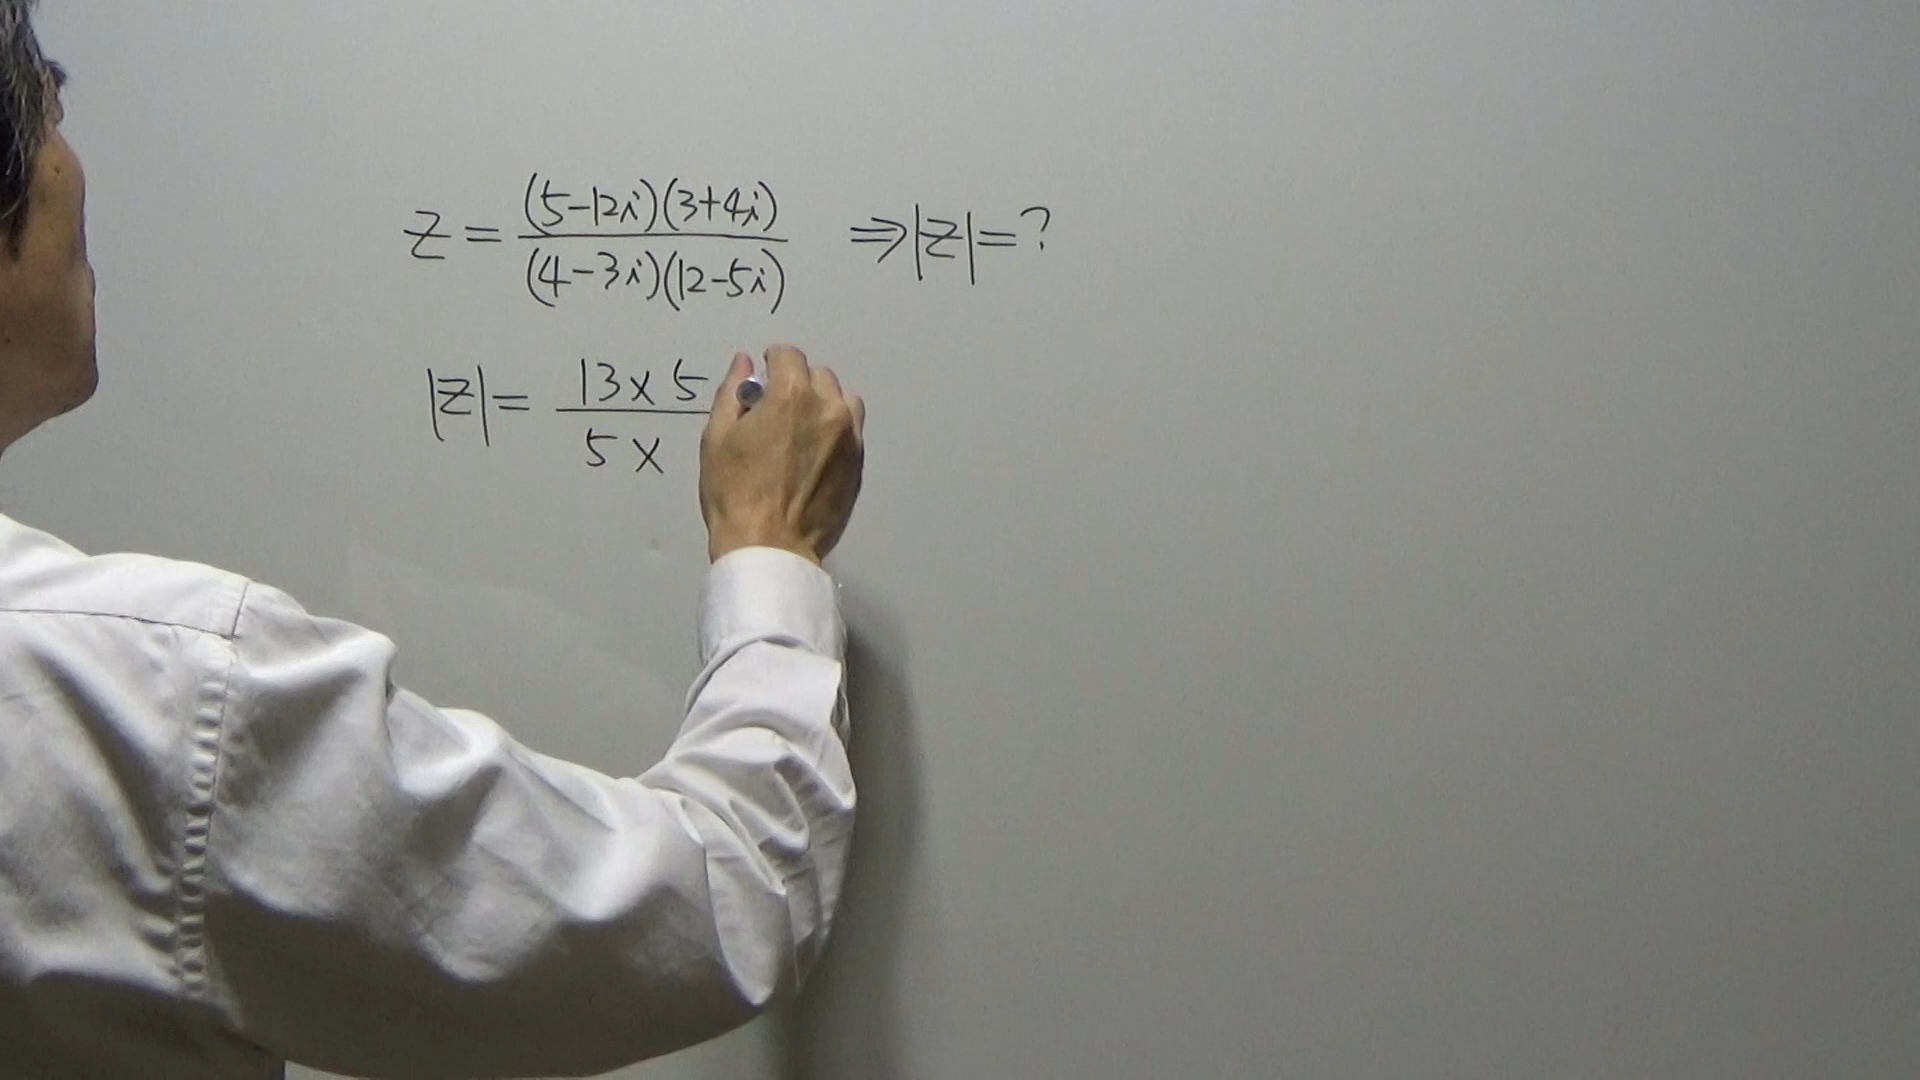 z = (5-12i)(3+4i) / (4-3i)(12-5i) ⇒ |z| = ?
|z| = 13 x 5 / 5 x